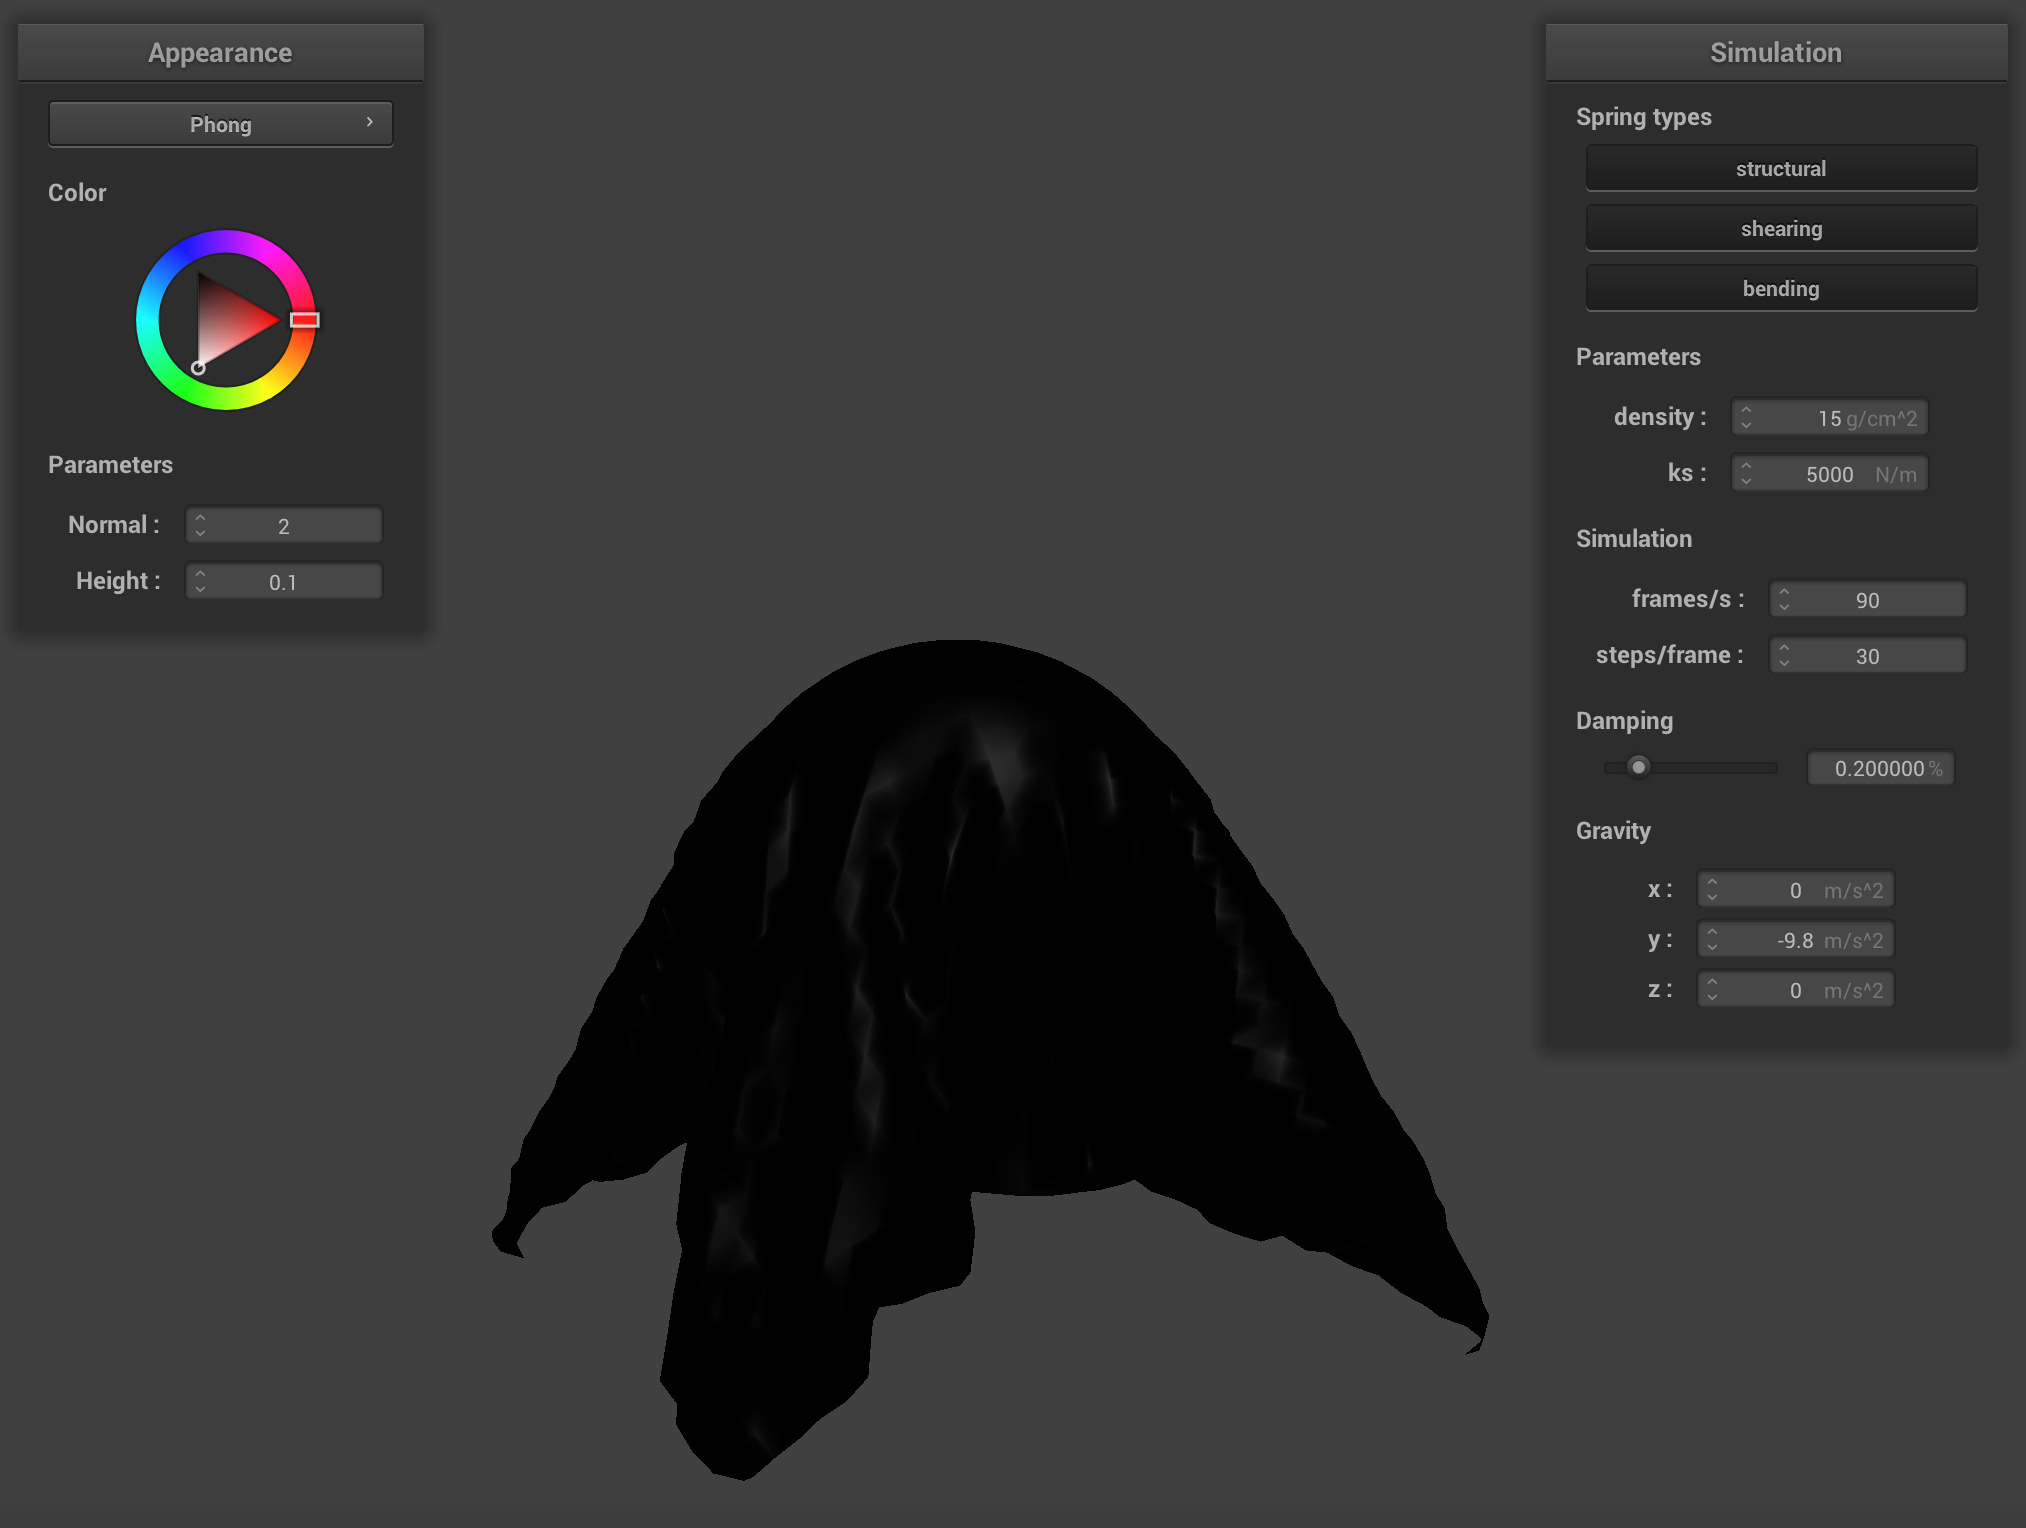 Appearance
Phong
Color
Parameters
Normal : 2
Height : 0.1
Simulation
Spring types
structural
shearing
bending
Parameters
density : 15 g/cm^2
ks : 5000 N/m
Simulation
frames/s : 90
steps/frame : 30
Damping
0.200000 %
Gravity
x : 0 m/s^2
y : -9.8 m/s^2
z : 0 m/s^2